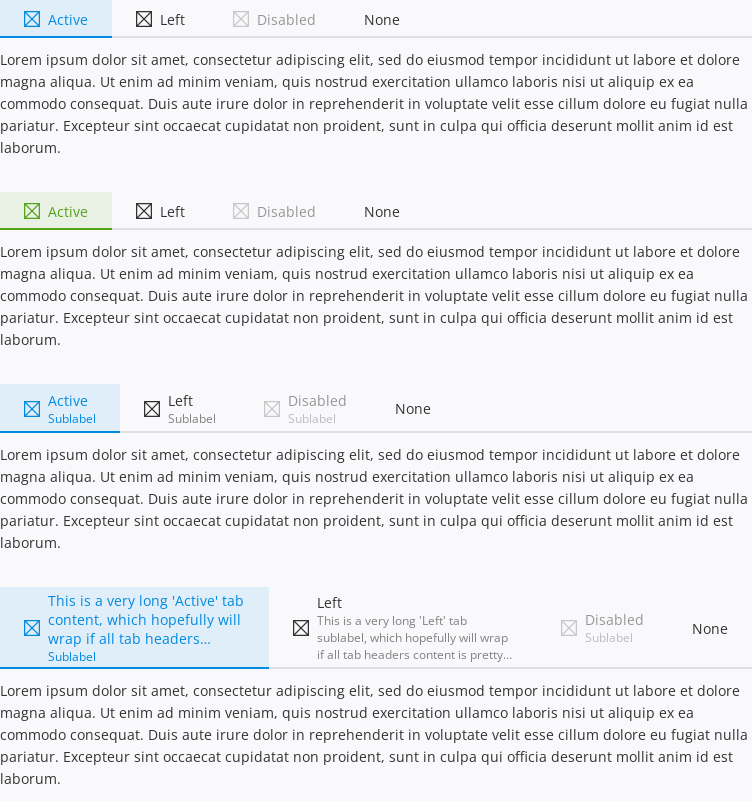 Active Left Disabled None
Lorem ipsum dolor sit amet, consectetur adipiscing elit, sed do eiusmod tempor incididunt ut labore et dolore
magna aliqua. Ut enim ad minim veniam, quis nostrud exercitation ullamco laboris nisi ut aliquip ex ea
commodo consequat. Duis aute irure dolor in reprehenderit in voluptate velit esse cillum dolore eu fugiat nulla
pariatur. Excepteur sint occaecat cupidatat non proident, sunt in culpa qui officia deserunt mollit anim id est
laborum.
Active Left Disabled None
Lorem ipsum dolor sit amet, consectetur adipiscing elit, sed do eiusmod tempor incididunt ut labore et dolore
magna aliqua. Ut enim ad minim veniam, quis nostrud exercitation ullamco laboris nisi ut aliquip ex ea
commodo consequat. Duis aute irure dolor in reprehenderit in voluptate velit esse cillum dolore eu fugiat nulla
pariatur. Excepteur sint occaecat cupidatat non proident, sunt in culpa qui officia deserunt mollit anim id est
laborum.
Active
Sublabel
Left
Sublabel
Disabled
Sublabel
None
Lorem ipsum dolor sit amet, consectetur adipiscing elit, sed do eiusmod tempor incididunt ut labore et dolore
magna aliqua. Ut enim ad minim veniam, quis nostrud exercitation ullamco laboris nisi ut aliquip ex ea
commodo consequat. Duis aute irure dolor in reprehenderit in voluptate velit esse cillum dolore eu fugiat nulla
pariatur. Excepteur sint occaecat cupidatat non proident, sunt in culpa qui officia deserunt mollit anim id est
laborum.
This is a very long 'Active' tab
content, which hopefully will
wrap if all tab headers...
Sublabel
Left
This is a very long 'Left' tab
sublabel, which hopefully will wrap
if all tab headers content is pretty...
Disabled
Sublabel
None
Lorem ipsum dolor sit amet, consectetur adipiscing elit, sed do eiusmod tempor incididunt ut labore et dolore
magna aliqua. Ut enim ad minim veniam, quis nostrud exercitation ullamco laboris nisi ut aliquip ex ea
commodo consequat. Duis aute irure dolor in reprehenderit in voluptate velit esse cillum dolore eu fugiat nulla
pariatur. Excepteur sint occaecat cupidatat non proident, sunt in culpa qui officia deserunt mollit anim id est
laborum.